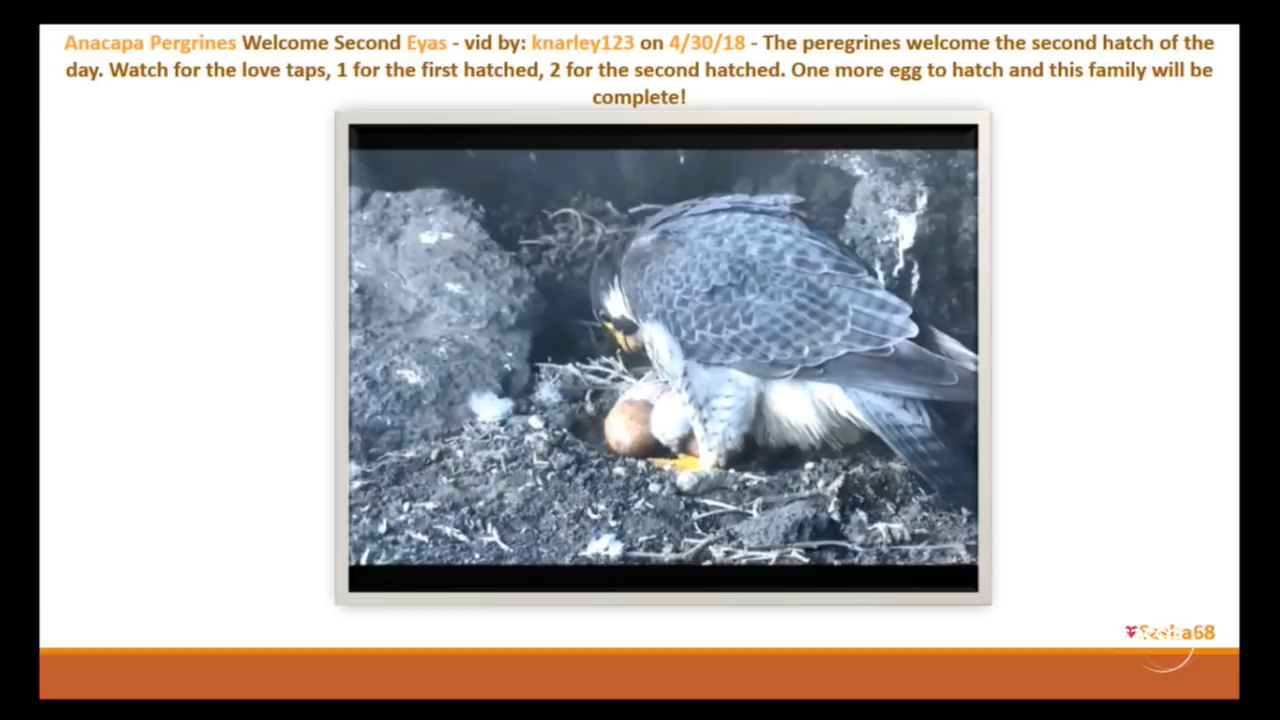 Anacapa Pergrines Welcome Second Eyas - vid by: knarley123 on 4/30/18 - The peregrines welcome the second hatch of the
day. Watch for the love taps, 1 for the first hatched, 2 for the second hatched. One more egg to hatch and this family will be
complete!